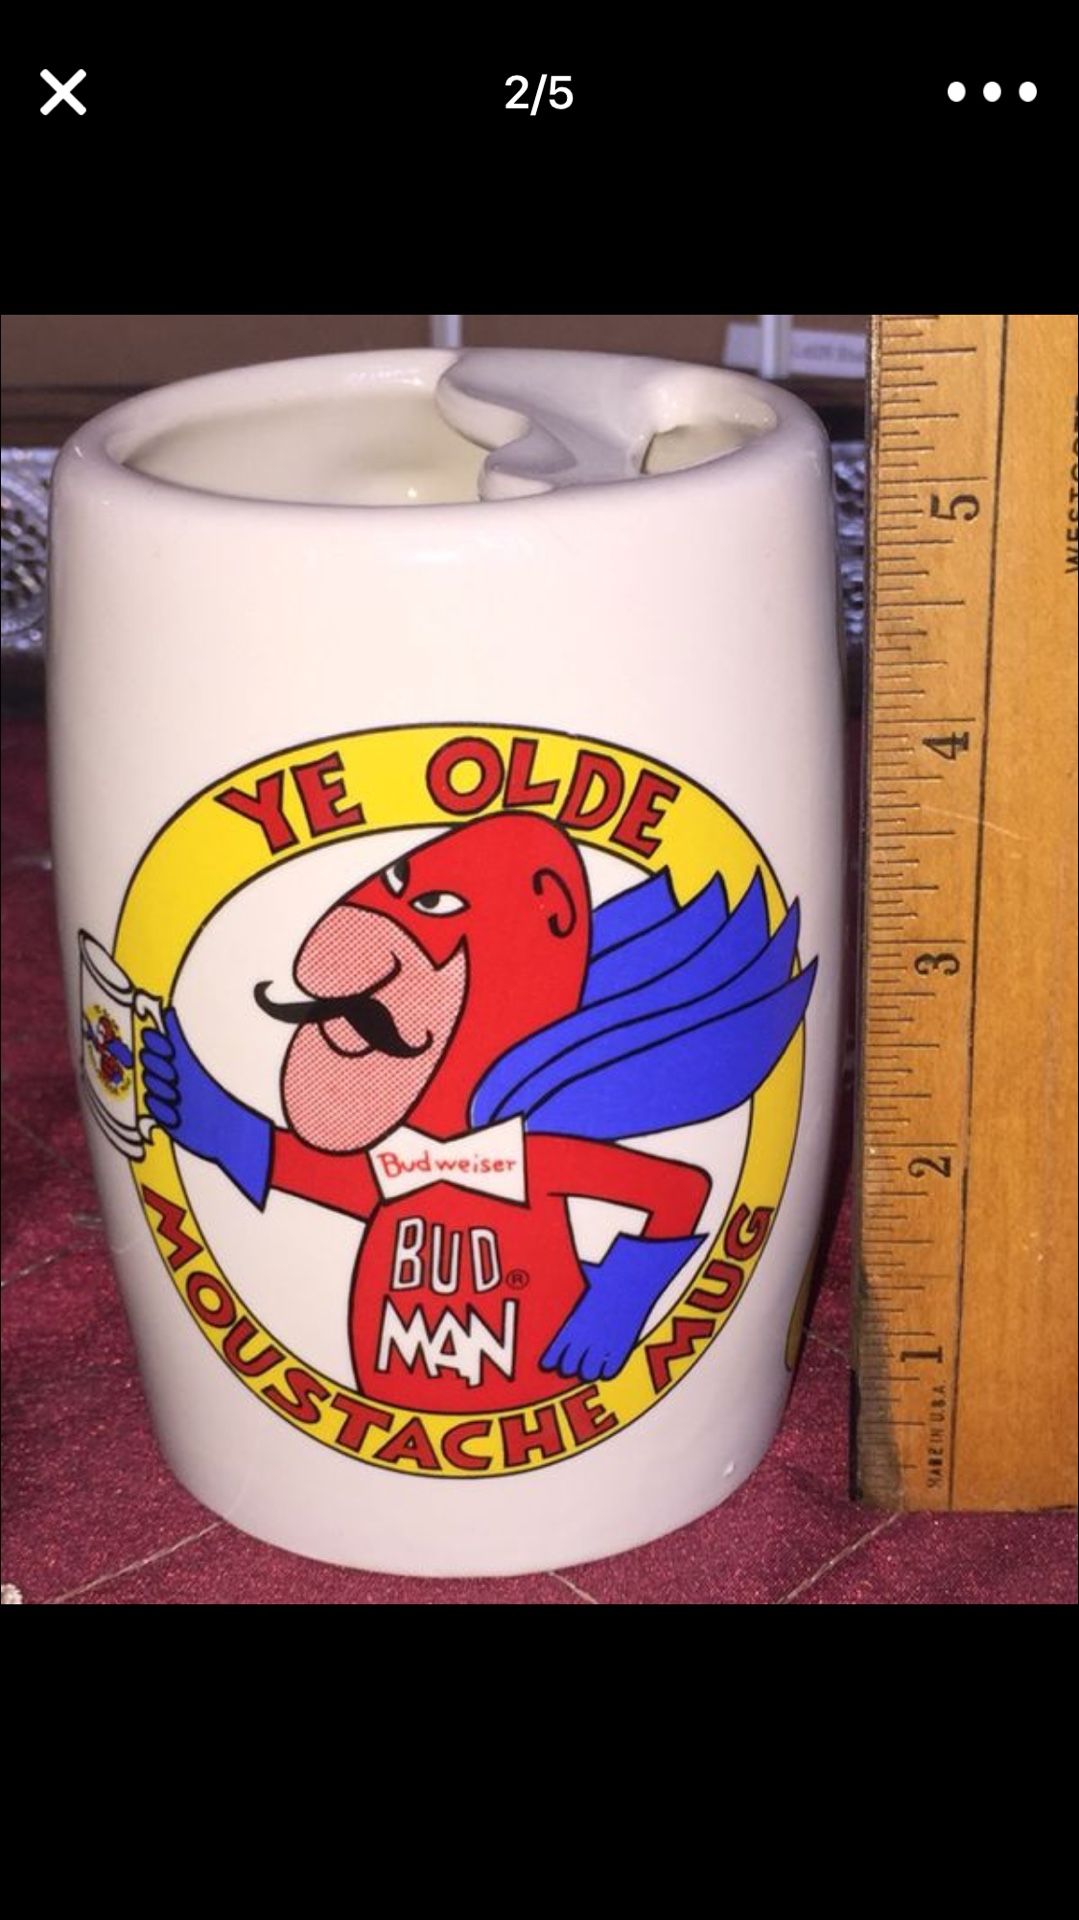 2/5
YE OLDE
Budweiser
BUD®
MAN
MOUSTACHE MUG
5
4
3
2
1
MADE IN U.S.A.